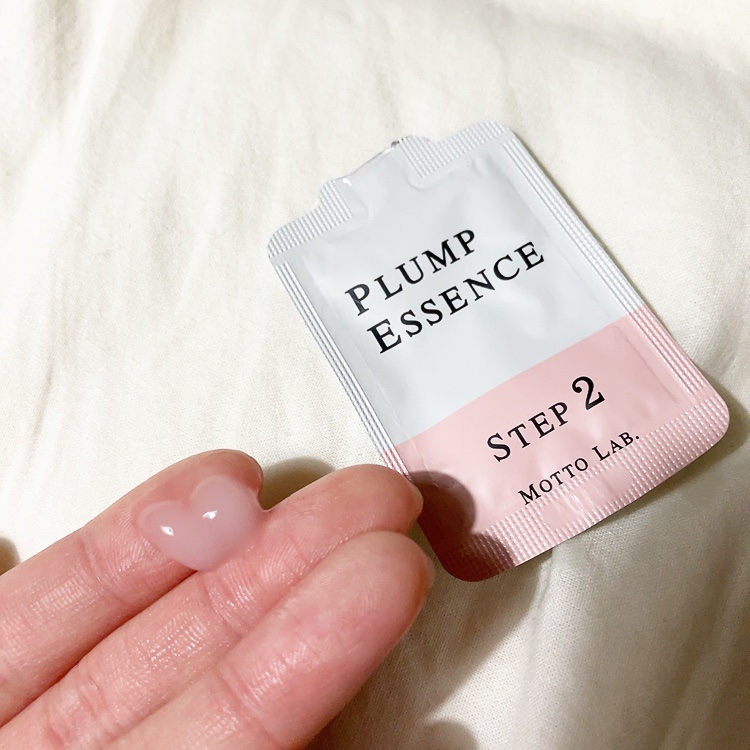 PLUMP
ESSENCE
STEP 2
MOTTO LAB.